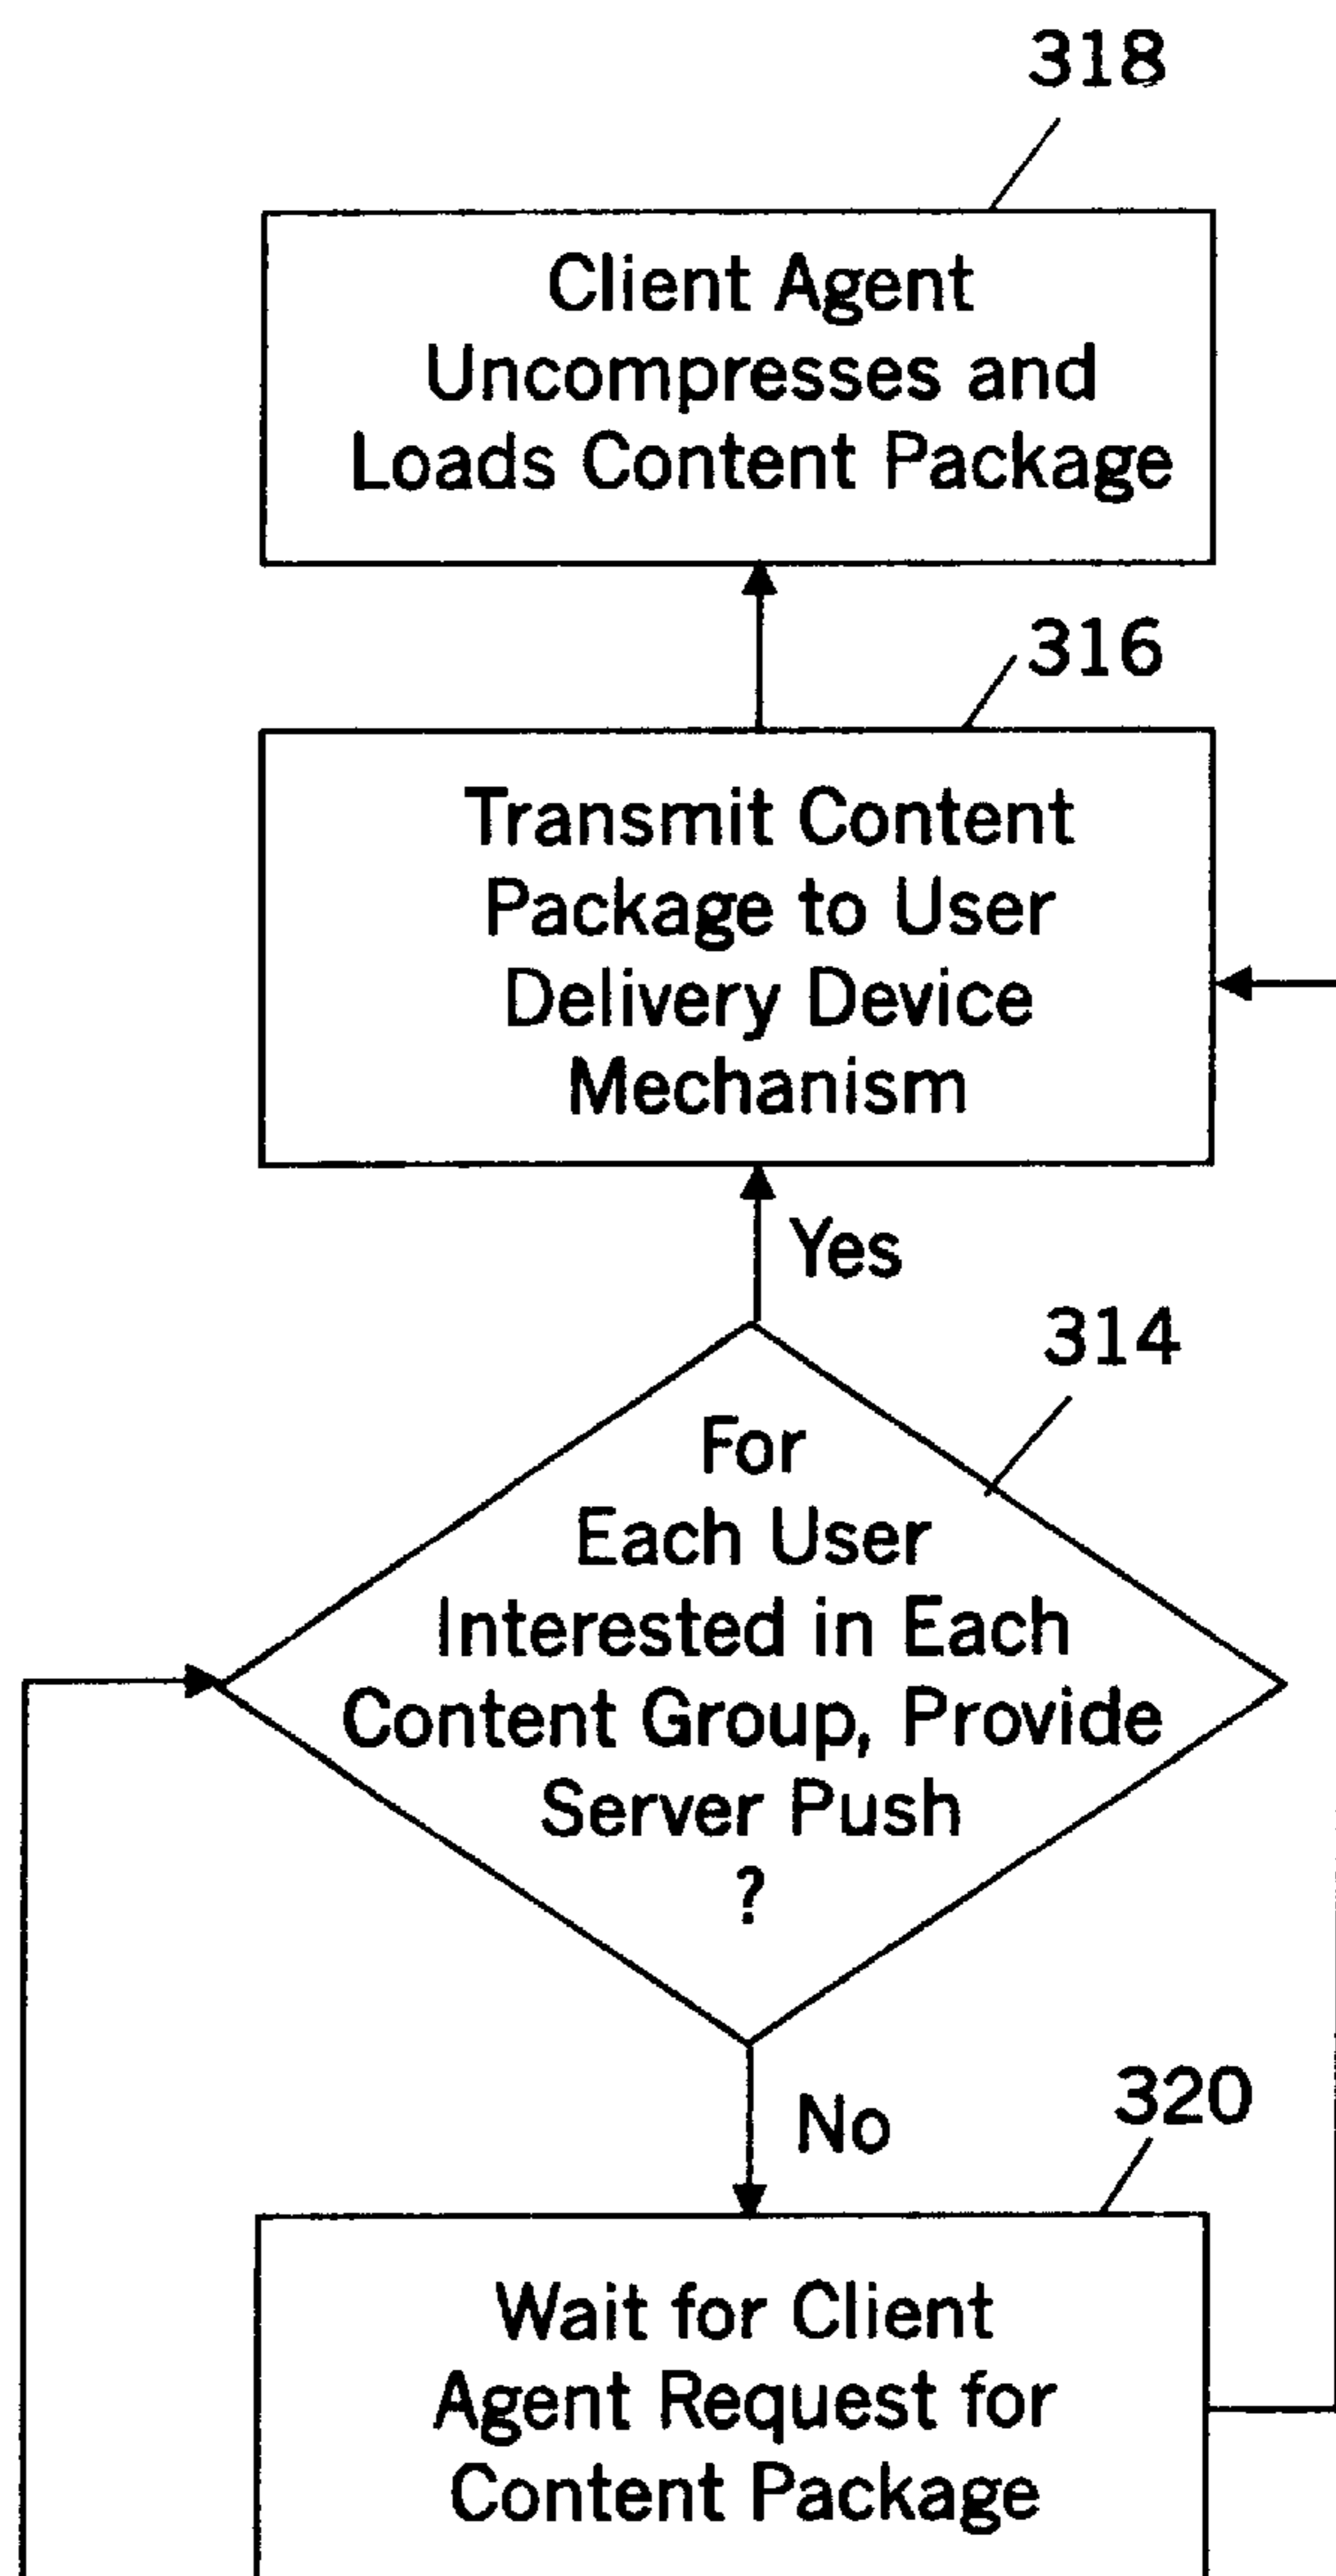 318
Client Agent
Uncompresses and
Loads Content Package
316
Transmit Content
Package to User
Delivery Device
Mechanism
Yes
314
For
Each User
Interested in Each
Content Group, Provide
Server Push
?
No
320
Wait for Client
Agent Request for
Content Package